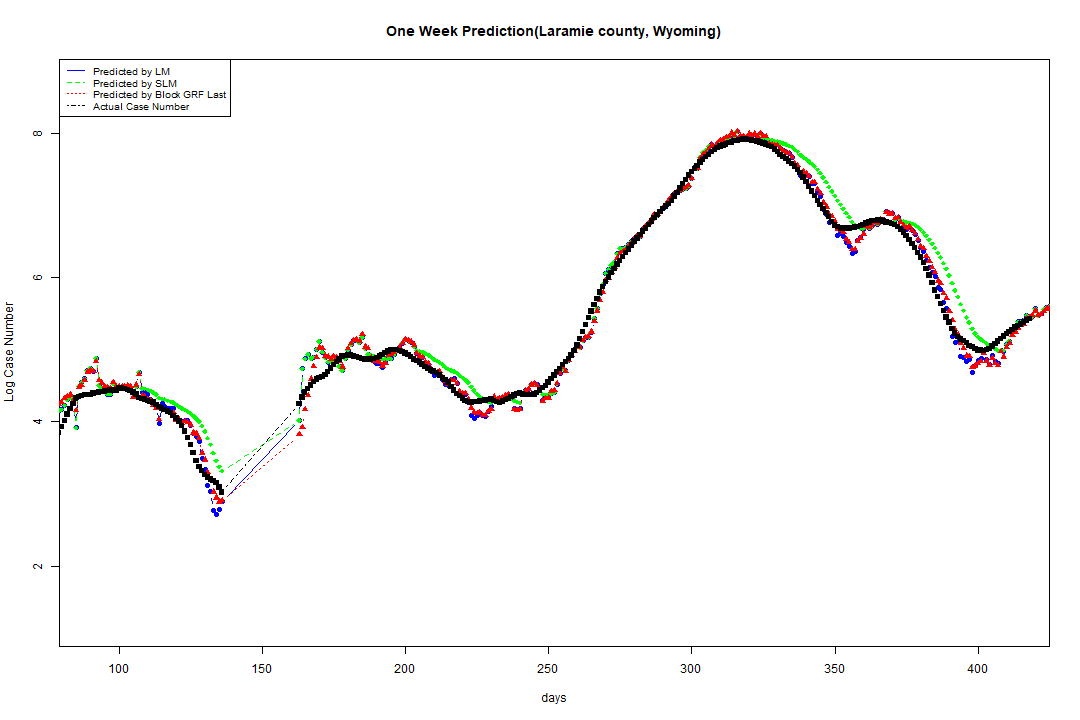 One Week Prediction(Laramie county, Wyoming)
Predicted by LM
Predicted by SLM
Predicted by Block GRF Last
Actual Case Number
Log Case Number
8
6
4
2
100 150 200 250 300 350 400
days